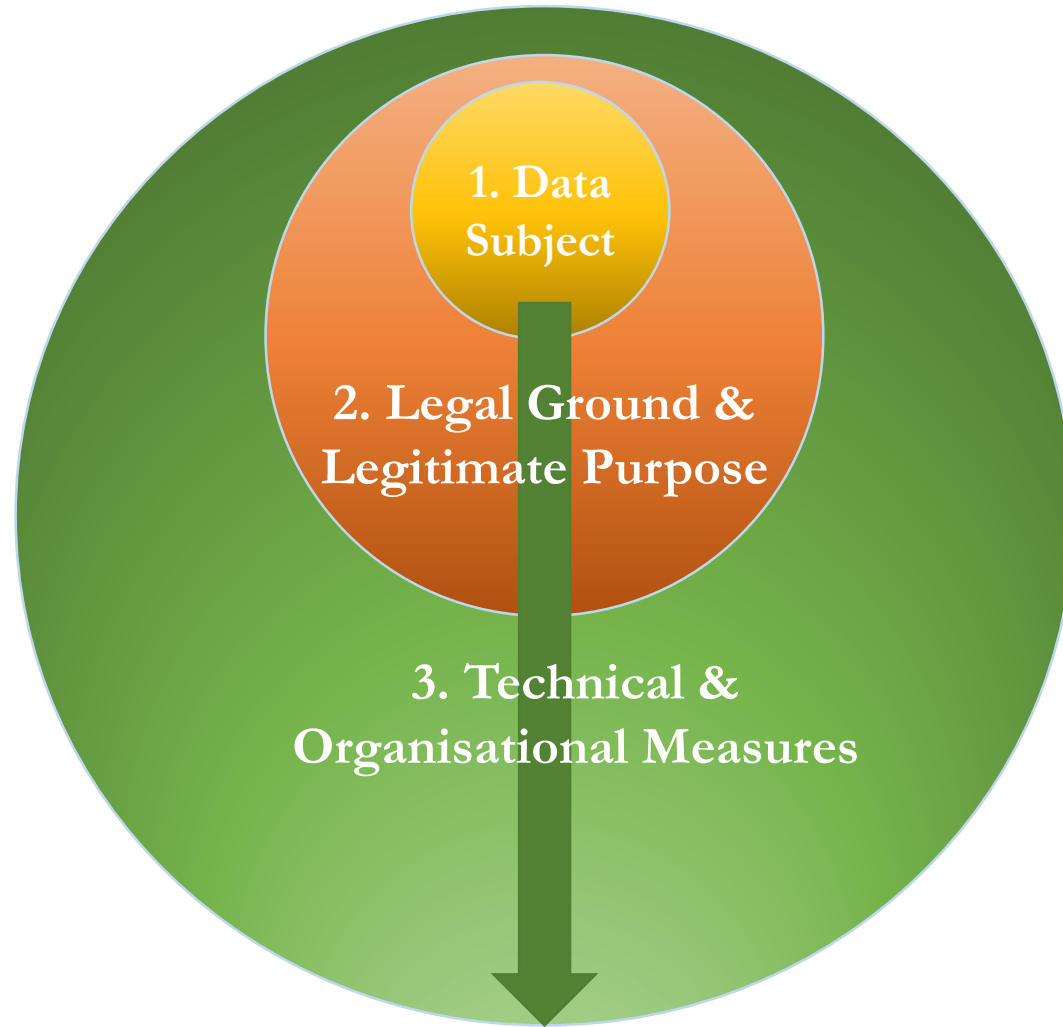 1. Data
Subject
2. Legal Ground &
Legitimate Purpose
3. Technical &
Organisational Measures